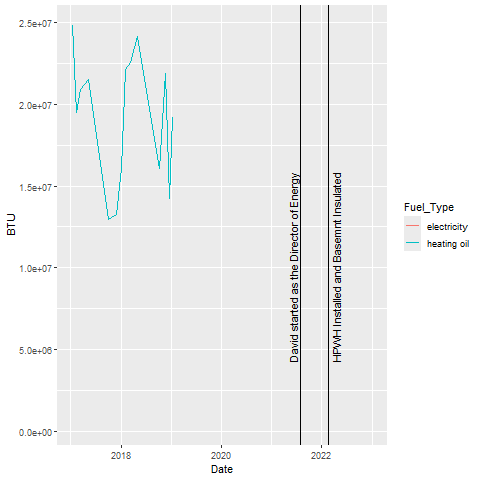 2.5e+07
2.0e+07
1.5e+07
1.0e+07
5.0e+06
0.0e+00
BTU
David started as the Director of Energy
HPWH Installed and Basemnt Insulated
2018
2020
2022
Date
Fuel_Type
electricity
heating oil